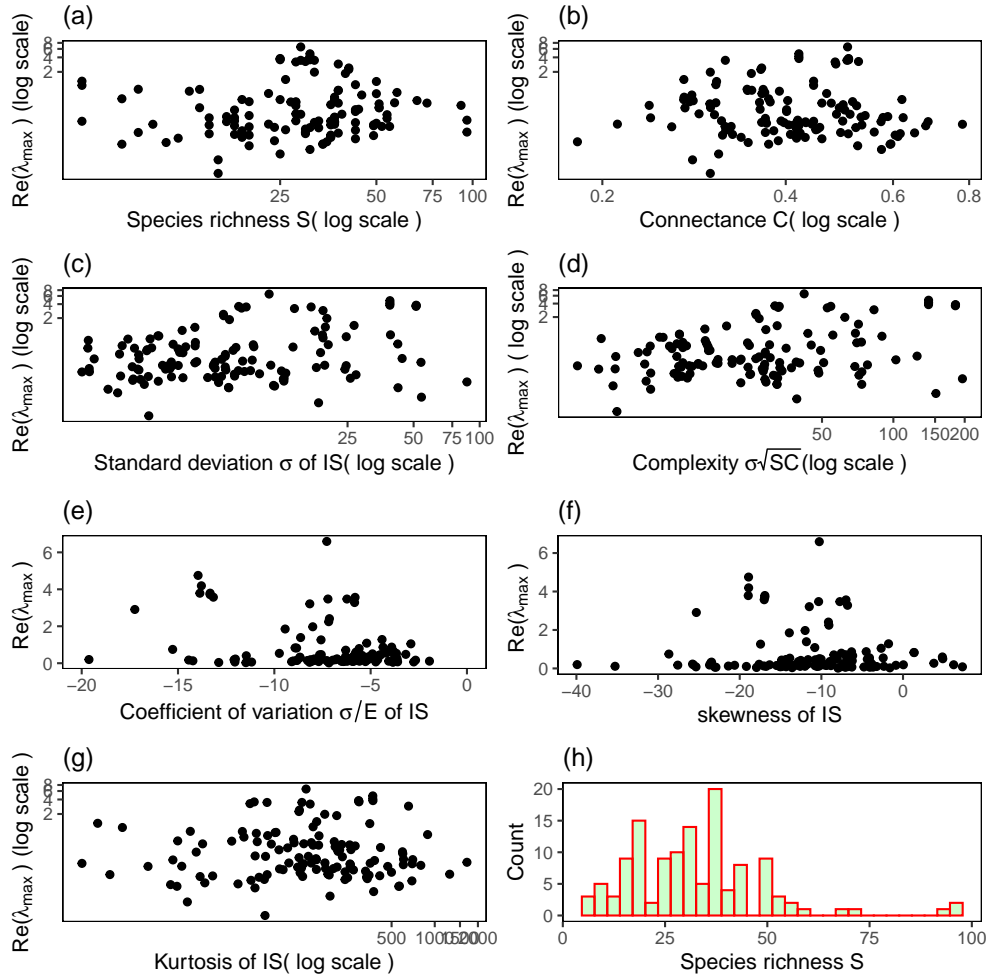 (a)
8
6
4
2
Re(λmax) (log scale)
25 50 75 100
Species richness S( log scale )
(b)
8
6
4
2
Re(λmax) (log scale)
0.2 0.4 0.6 0.8
Connectance C( log scale )
(c)
8
6
4
2
Re(λmax) (log scale)
25 50 75 100
Standard deviation σ of IS( log scale )
(d)
8
6
4
2
Re(λmax) ( log scale )
50 100 150 200
Complexity σ√SC(log scale )
(e)
6
4
2
0
Re(λmax)
−20 −15 −10 −5 0
Coefficient of variation σ/E of IS
(f)
6
4
2
0
Re(λmax)
−40 −30 −20 −10 0
skewness of IS
(g)
8
6
4
2
Re(λmax) (log scale )
500 1000 1500 2000
Kurtosis of IS( log scale )
(h)
20
15
10
5
0
Count
0 25 50 75 100
Species richness S